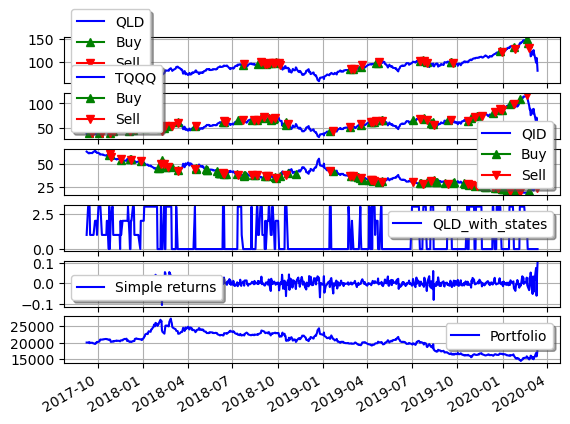 QLD
Buy
Sell
150
100
TQQQ
Buy
Sell
100
50
QID
Buy
Sell
50
25
QLD_with_states
2.5
0.0
Simple returns
0.1
0.0
−0.1
Portfolio
25000
20000
15000
2017-10
2018-01
2018-04
2018-07
2018-10
2019-01
2019-04
2019-07
2019-10
2020-01
2020-04